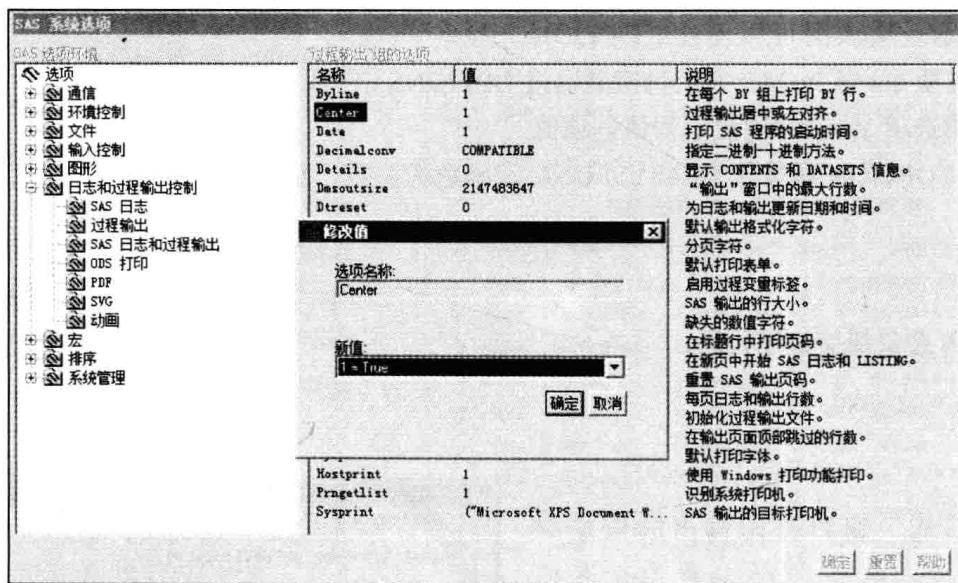 SAS 系统选项
SAS 选项环境
"过程输出"组的选项
选项
通信
环境控制
文件
输入控制
图形
日志和过程输出控制
SAS 日志
过程输出
SAS 日志和过程输出
ODS 打印
PDF
SVG
动画
宏
排序
系统管理
名称 值 说明
Byline 1 在每个 BY 组上打印 BY 行。
Center 1 过程输出居中或左对齐。
Date 1 打印 SAS 程序的启动时间。
Decimalconv COMPATIBLE 指定二进制-十进制方法。
Details 0 显示 CONTENTS 和 DATASETS 信息。
Dmsoutsize 2147483647 "输出"窗口中的最大行数。
Dtreset 0 为日志和输出更新日期和时间。
默认输出格式化字符。
分页字符。
默认打印表单。
启用过程变量标签。
SAS 输出的行大小。
缺失的数值字符。
在标题行中打印页码。
在新页中开始 SAS 日志和 LISTING。
重置 SAS 输出页码。
每页日志和输出行数。
初始化过程输出文件。
在输出页面顶部跳过的行数。
默认打印字体。
Hostprint 1 使用 Windows 打印功能打印。
Prngetlist 1 识别系统打印机。
Sysprint ("Microsoft XPS Document W... SAS 输出的目标打印机。
修改值
选项名称:
Center
新值:
1 = True
确定 取消
确定 重置 帮助